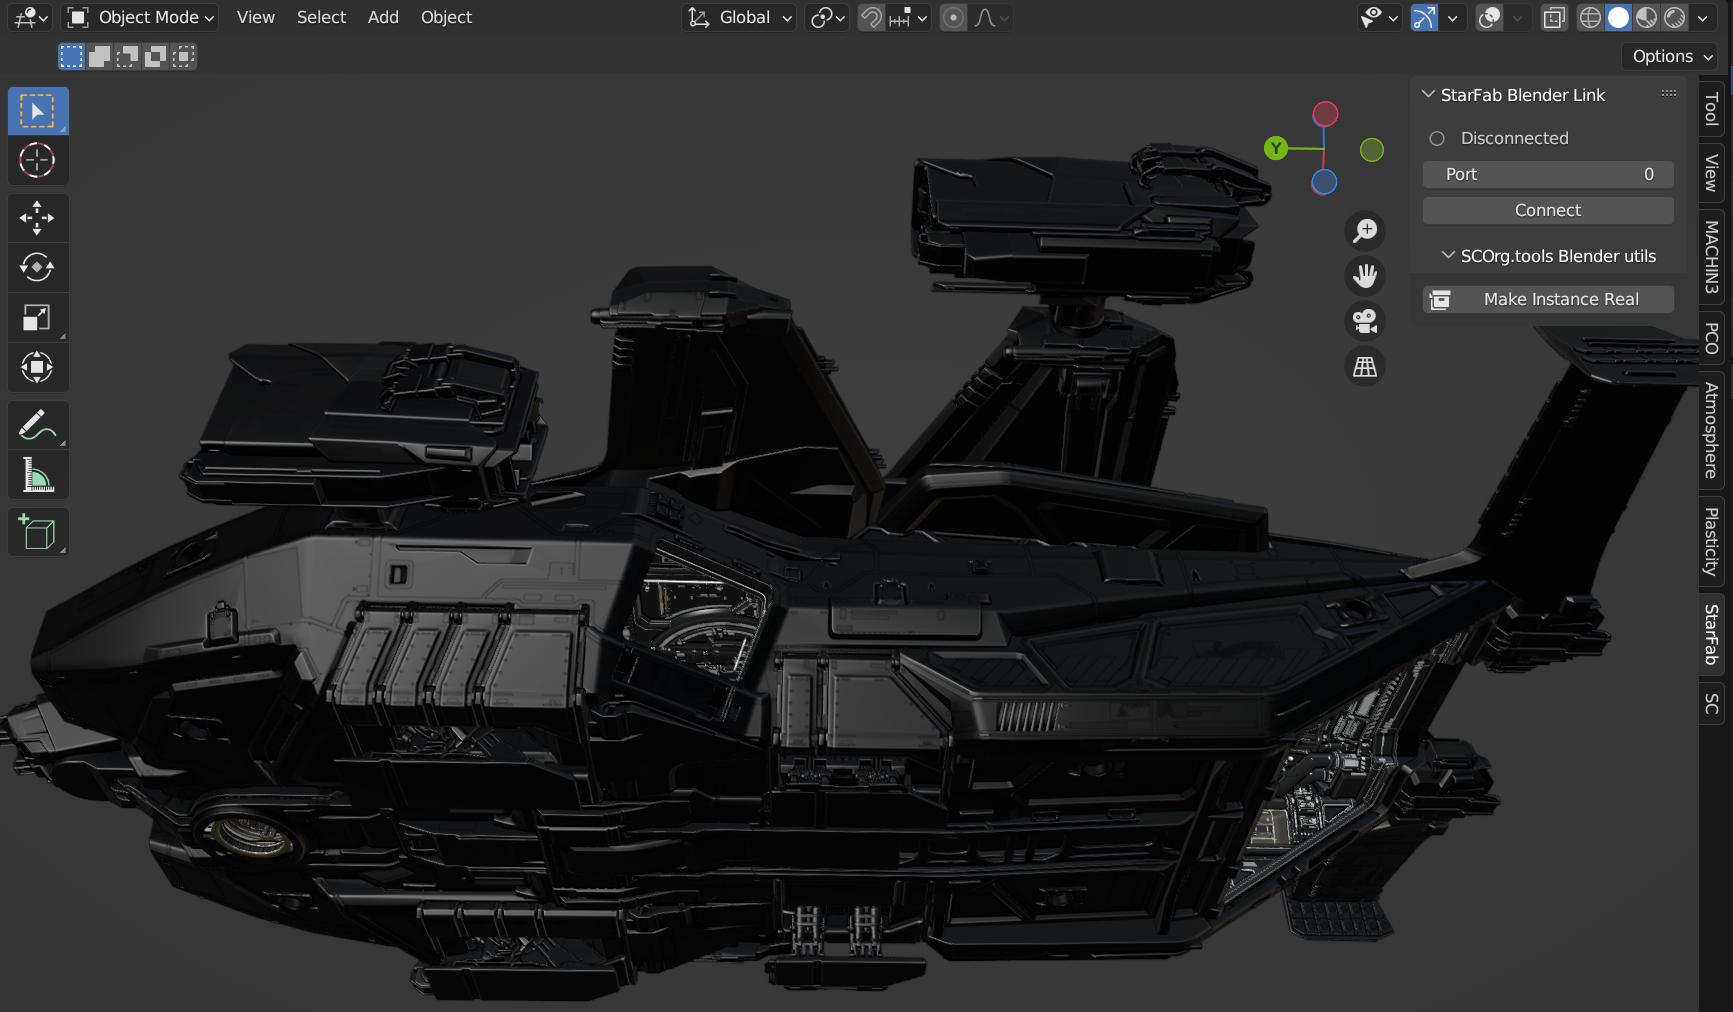 Object Mode View Select Add Object Global
Options
StarFab Blender Link
Y
Disconnected
Port 0
Connect
SCOrg.tools Blender utils
Make Instance Real
Tool
View
MACHIN3
PCO
Atmosphere
Plasticity
StarFab
SC